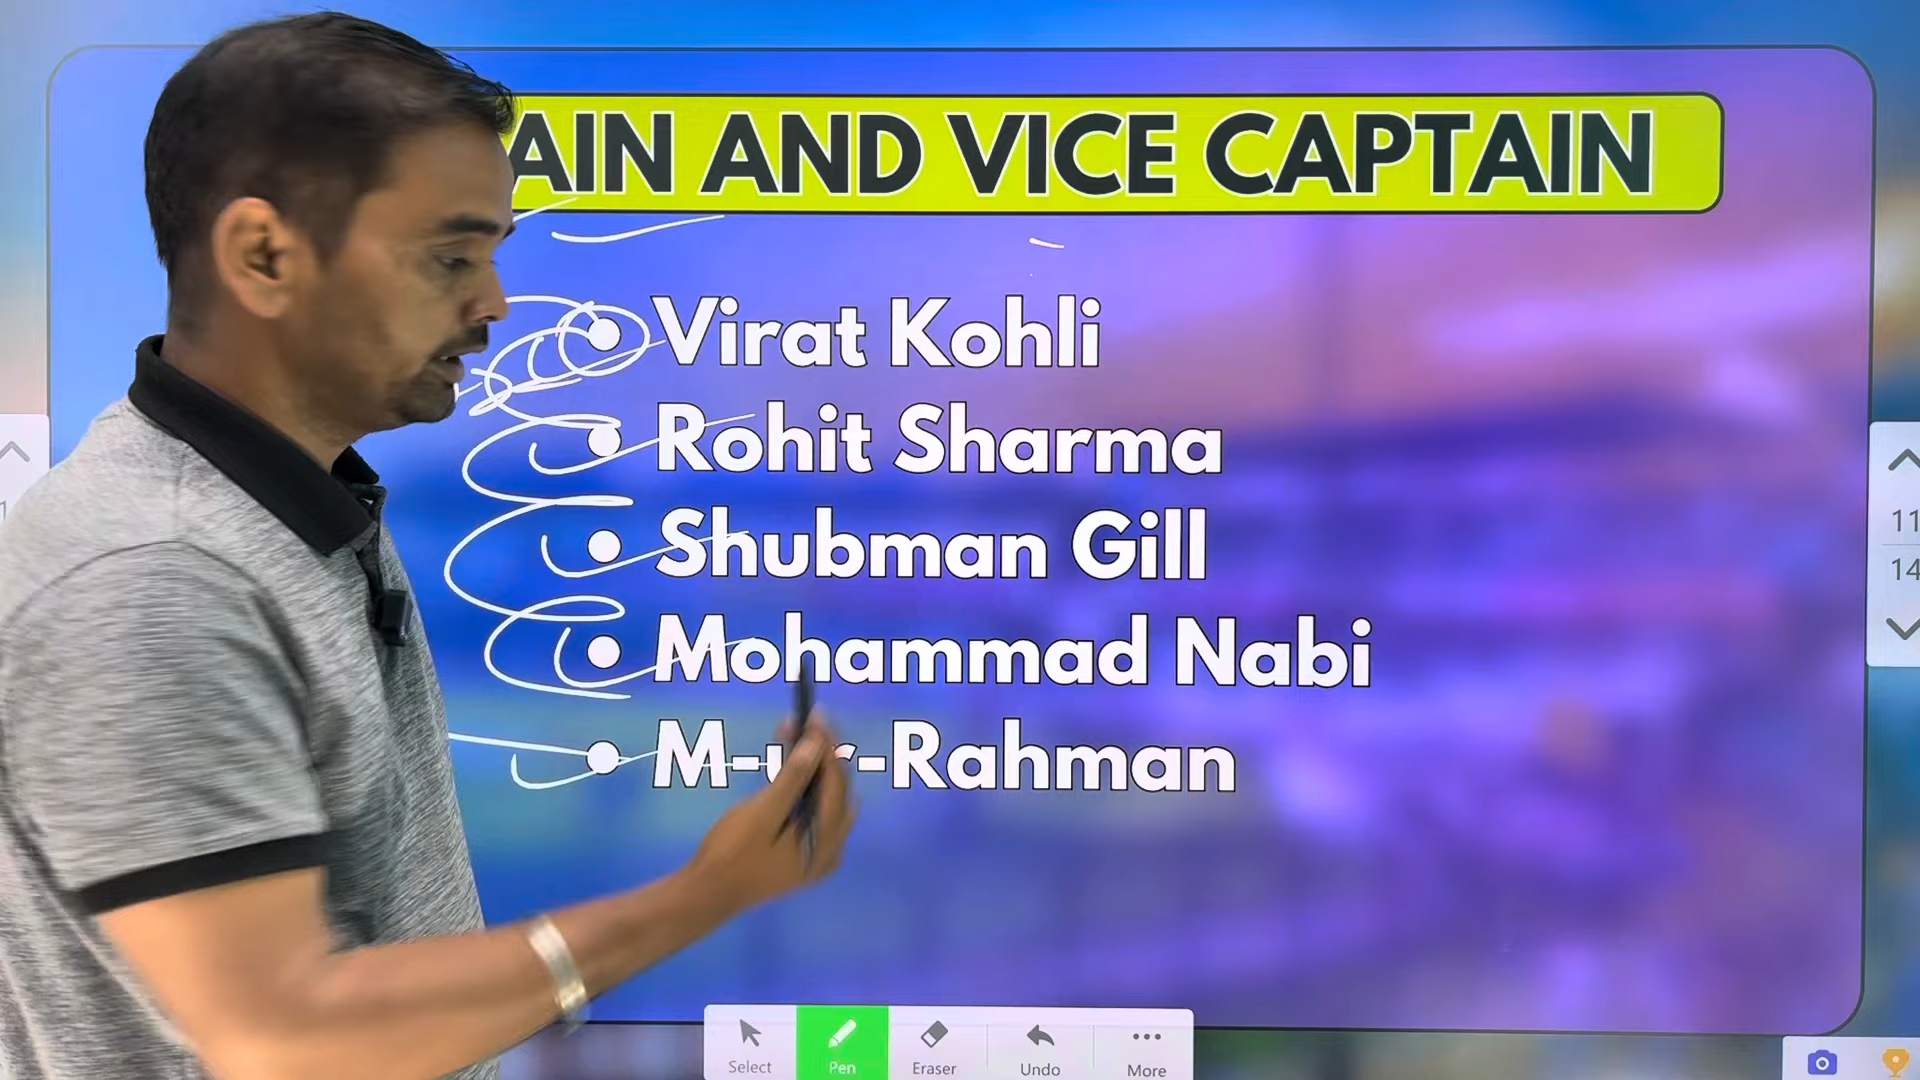 AIN AND VICE CAPTAIN
• Virat Kohli
• Rohit Sharma
• Shubman Gill
• Mohammad Nabi
• M-ur-Rahman
11
14
Select Pen Eraser Undo More